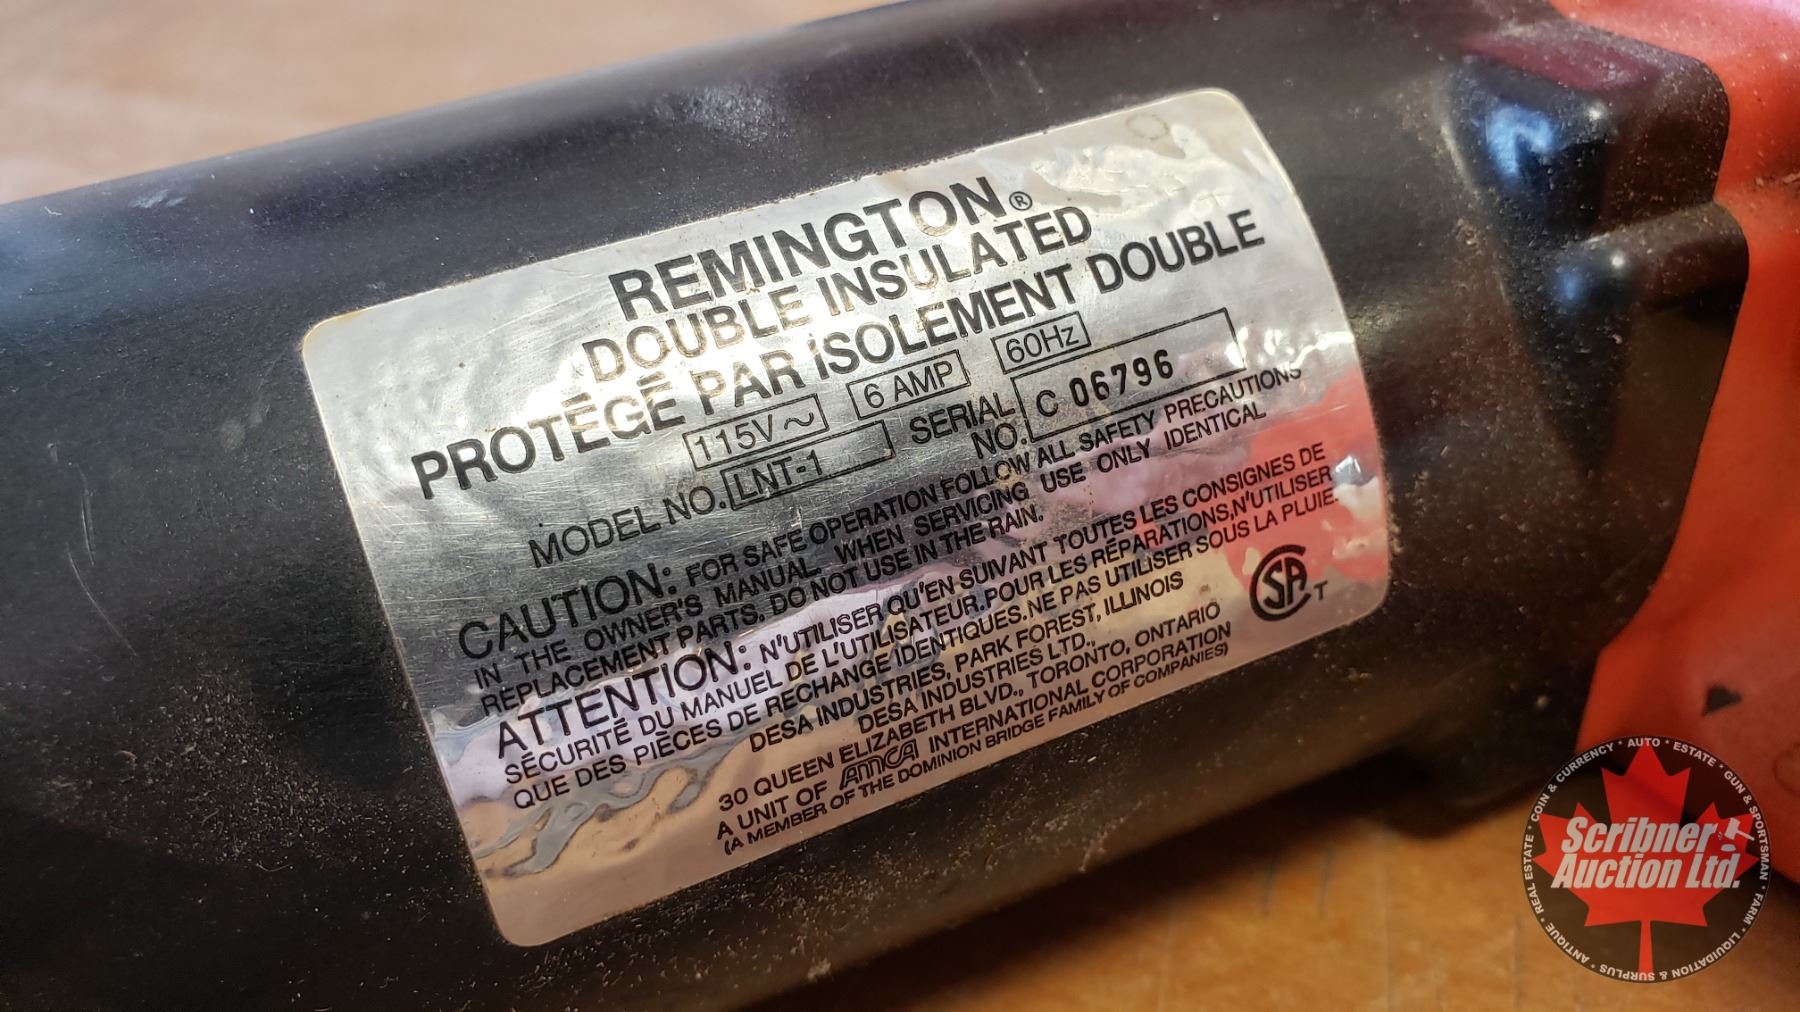 REMINGTON®
DOUBLE INSULATED
PROTÉGÉ PAR ISOLEMENT DOUBLE
115V ~ 6 AMP 60Hz
MODEL NO. LNT-1 SERIAL NO. C 06796
CAUTION: FOR SAFE OPERATION FOLLOW ALL SAFETY PRECAUTIONS
IN THE OWNER'S MANUAL. WHEN SERVICING USE ONLY IDENTICAL
REPLACEMENT PARTS. DO NOT USE IN THE RAIN.
ATTENTION: N'UTILISER QU'EN SUIVANT TOUTES LES CONSIGNES DE
SÉCURITÉ DU MANUEL DE L'UTILISATEUR.POUR LES RÉPARATIONS,N'UTILISER
QUE DES PIÈCES DE RECHANGE IDENTIQUES.NE PAS UTILISER SOUS LA PLUIE.
DESA INDUSTRIES, PARK FOREST, ILLINOIS
DESA INDUSTRIES LTD.,
30 QUEEN ELIZABETH BLVD., TORONTO, ONTARIO
A UNIT OF AMCA INTERNATIONAL CORPORATION
(A MEMBER OF THE DOMINION BRIDGE FAMILY OF COMPANIES)
SA T
Scribner
Auction Ltd.
ANTIQUE • REAL ESTATE • COIN & CURRENCY • AUTO • ESTATE • GUN & SPORTSMAN • FARM • LIQUIDATION & SURPLUS •